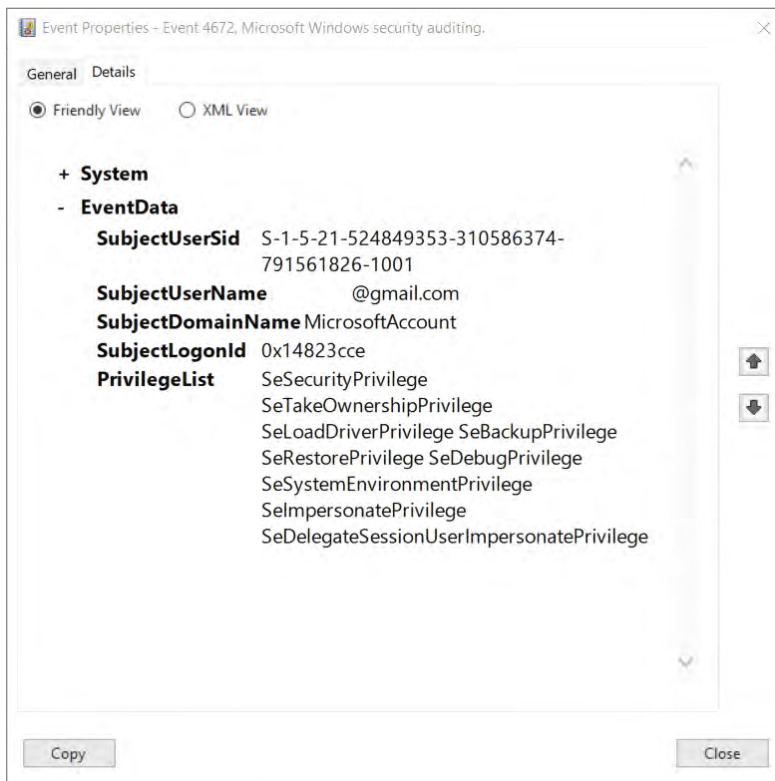 Event Properties - Event 4672, Microsoft Windows security auditing.
General Details
Friendly View XML View
+ System
- EventData
SubjectUserSid S-1-5-21-524849353-310586374-
791561826-1001
SubjectUserName @gmail.com
SubjectDomainName MicrosoftAccount
SubjectLogonId 0x14823cce
PrivilegeList SeSecurityPrivilege
SeTakeOwnershipPrivilege
SeLoadDriverPrivilege SeBackupPrivilege
SeRestorePrivilege SeDebugPrivilege
SeSystemEnvironmentPrivilege
SeImpersonatePrivilege
SeDelegateSessionUserImpersonatePrivilege
Copy Close